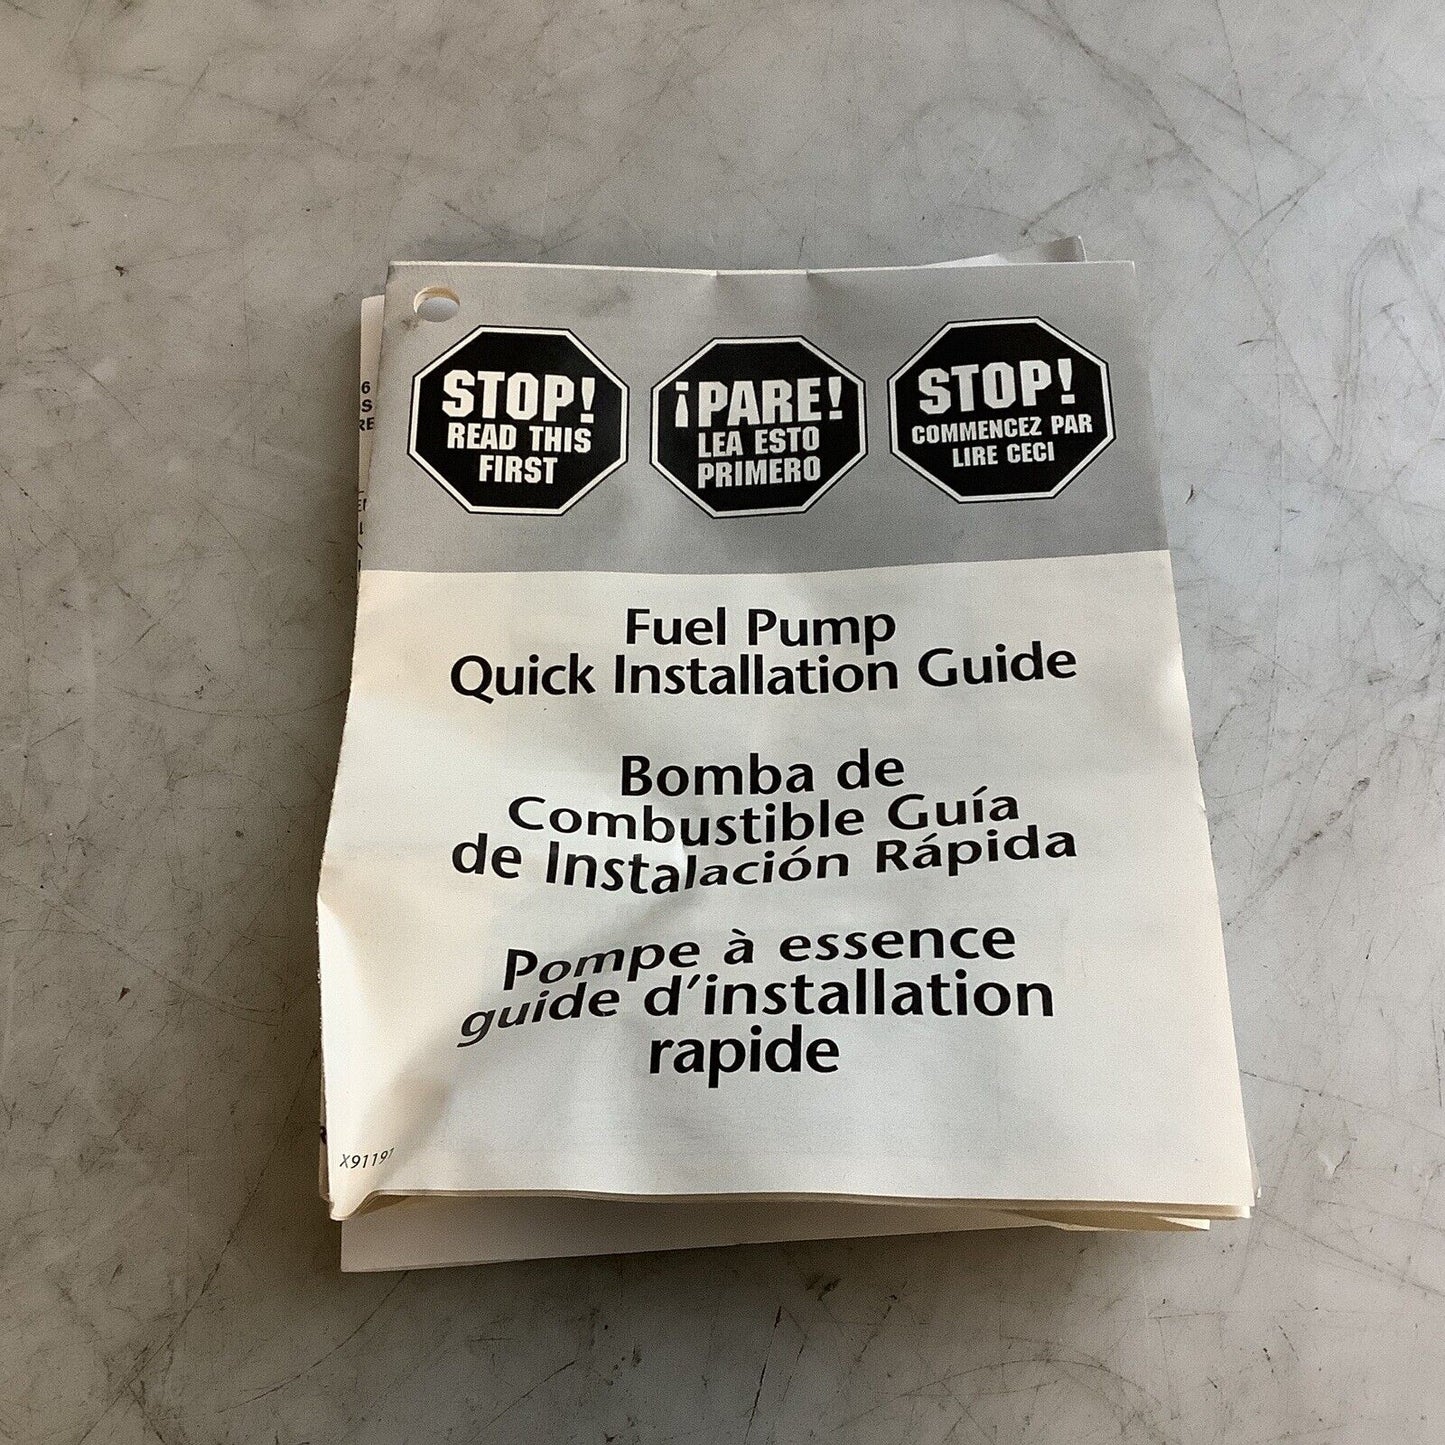 STOP!
READ THIS
FIRST
¡PARE!
LEA ESTO
PRIMERO
STOP!
COMMENCEZ PAR
LIRE CECI
Fuel Pump
Quick Installation Guide
Bomba de
Combustible Guía
de Instalación Rápida
Pompe à essence
guide d'installation
rapide
X91197